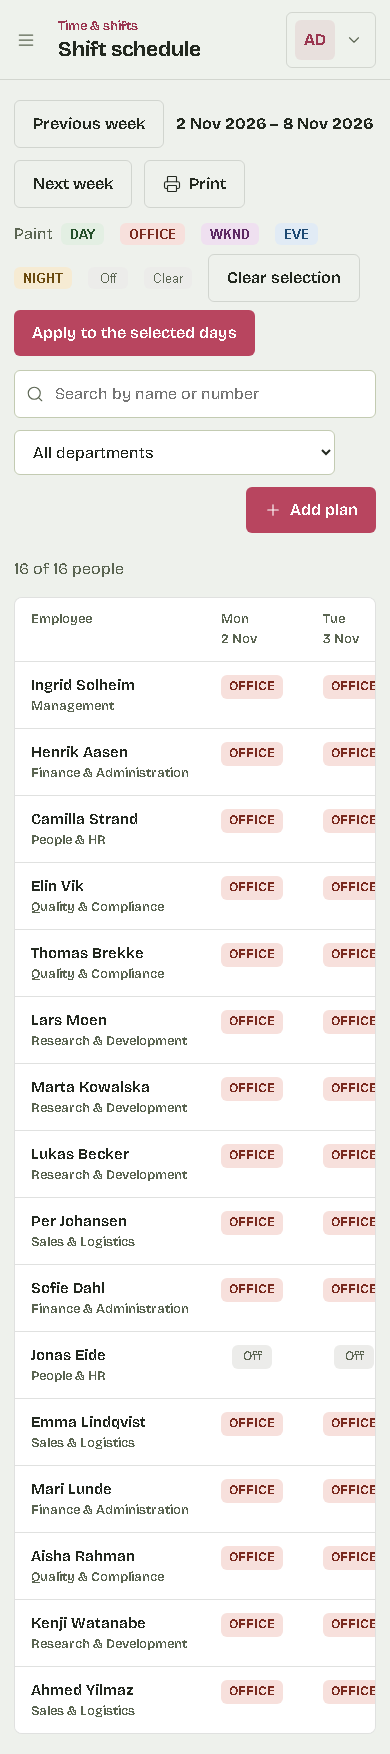 Time & shifts
Shift schedule
AD
Previous week
2 Nov 2026 – 8 Nov 2026
Next week
Print
Paint DAY OFFICE WKND EVE
NIGHT Off Clear Clear selection
Apply to the selected days
Search by name or number
All departments
Add plan
16 of 16 people
Employee Mon Tue
2 Nov 3 Nov
Ingrid Solheim OFFICE OFFICE
Management
Henrik Aasen OFFICE OFFICE
Finance & Administration
Camilla Strand OFFICE OFFICE
People & HR
Elin Vik OFFICE OFFICE
Quality & Compliance
Thomas Brekke OFFICE OFFICE
Quality & Compliance
Lars Moen OFFICE OFFICE
Research & Development
Marta Kowalska OFFICE OFFICE
Research & Development
Lukas Becker OFFICE OFFICE
Research & Development
Per Johansen OFFICE OFFICE
Sales & Logistics
Sofie Dahl OFFICE OFFICE
Finance & Administration
Jonas Eide Off Off
People & HR
Emma Lindqvist OFFICE OFFICE
Sales & Logistics
Mari Lunde OFFICE OFFICE
Finance & Administration
Aisha Rahman OFFICE OFFICE
Quality & Compliance
Kenji Watanabe OFFICE OFFICE
Research & Development
Ahmed Yilmaz OFFICE OFFICE
Sales & Logistics